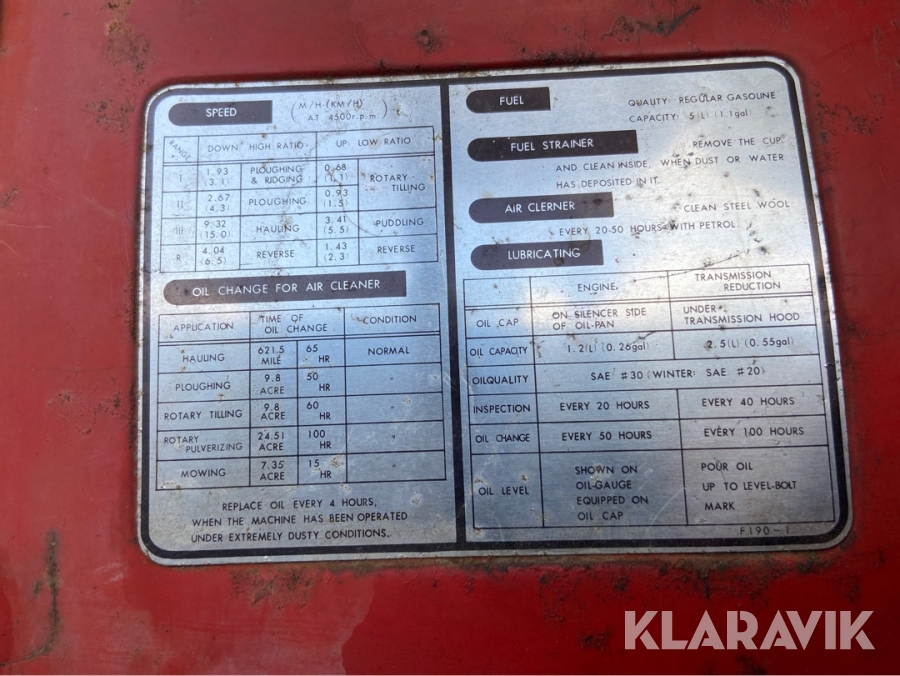 SPEED
M/H-(KM/H)
AT 4500r.p.m
RANGE DOWN HIGH RATIO UP LOW RATIO
I 1.93 (3.1) PLOUGHING & RIDGING 0.68 (1.1) ROTARY TILLING
II 2.67 (4.3) PLOUGHING 0.93 (1.5)
III 9.32 (15.0) HAULING 3.41 (5.5) PUDDLING
R 4.04 (6.5) REVERSE 1.43 (2.3) REVERSE
OIL CHANGE FOR AIR CLEANER
APPLICATION TIME OF OIL CHANGE CONDITION
HAULING 621.5 MILE 65 HR NORMAL
PLOUGHING 9.8 ACRE 50 HR "
ROTARY TILLING 9.8 ACRE 60 HR "
ROTARY PULVERIZING 24.51 ACRE 100 HR "
MOWING 7.35 ACRE 15 HR "
REPLACE OIL EVERY 4 HOURS,
WHEN THE MACHINE HAS BEEN OPERATED
UNDER EXTREMELY DUSTY CONDITIONS.
FUEL
QUALITY: REGULAR GASOLINE
CAPACITY: 5(L) (1.1gal)
FUEL STRAINER REMOVE THE CUP
AND CLEAN INSIDE, WHEN DUST OR WATER
HAS DEPOSITED IN IT.
AIR CLERNER CLEAN STEEL WOOL
EVERY 20-50 HOURS WITH PETROL.
LUBRICATING
ENGINE TRANSMISSION REDUCTION
OIL CAP ON SILENCER SIDE OF OIL-PAN UNDER TRANSMISSION HOOD
OIL CAPACITY 1.2(L) (0.26gal) 2.5(L) (0.55gal)
OILQUALITY SAE #30 (WINTER: SAE #20)
INSPECTION EVERY 20 HOURS EVERY 40 HOURS
OIL CHANGE EVERY 50 HOURS EVERY 100 HOURS
OIL LEVEL SHOWN ON OIL-GAUGE EQUIPPED ON OIL CAP POUR OIL UP TO LEVEL-BOLT MARK
F190-1
KLARAVIK